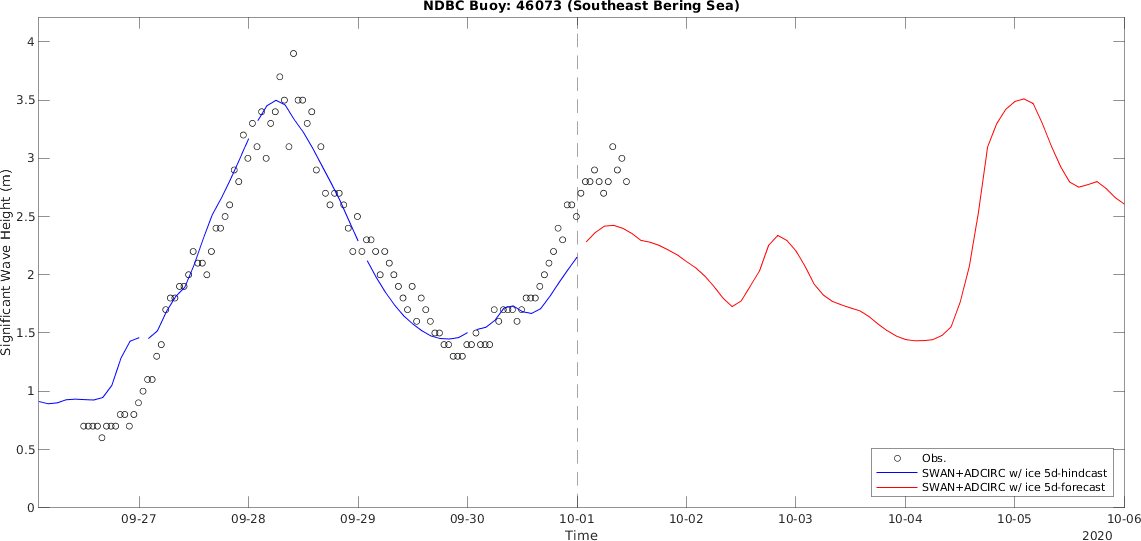 NDBC Buoy: 46073 (Southeast Bering Sea)
Significant Wave Height (m)
4
3.5
3
2.5
2
1.5
1
0.5
0
Obs.
SWAN+ADCIRC w/ ice 5d-hindcast
SWAN+ADCIRC w/ ice 5d-forecast
09-27 09-28 09-29 09-30 10-01 10-02 10-03 10-04 10-05 10-06
Time
2020